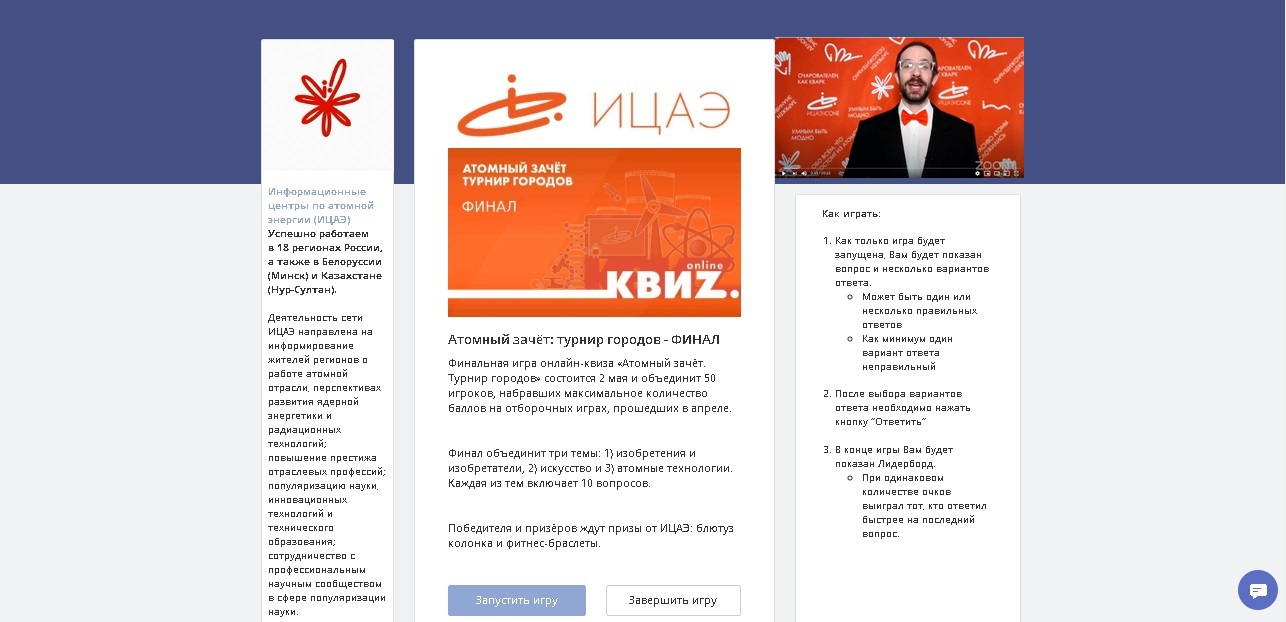 Информационные
центры по атомной
энергии (ИЦАЭ)
Успешно работаем
в 18 регионах России,
а также в Белоруссии
(Минск) и Казахстане
(Нур-Султан).
Деятельность сети
ИЦАЭ направлена на
информирование
жителей регионов о
работе атомной
отрасли, перспективах
развития ядерной
энергетики и
радиационных
технологий;
повышение престижа
отраслевых профессий;
популяризацию науки,
инновационных
технологий и
технического
образования;
сотрудничество с
профессиональным
научным сообществом
в сфере популяризации
науки.
ИЦАЭ
АТОМНЫЙ ЗАЧЁТ
ТУРНИР ГОРОДОВ
ФИНАЛ
online
КВИZ.
Атомный зачёт: турнир городов - ФИНАЛ
Финальная игра онлайн-квиза «Атомный зачёт.
Турнир городов» состоится 2 мая и объединит 50
игроков, набравших максимальное количество
баллов на отборочных играх, прошедших в апреле.
Финал объединит три темы: 1) изобретения и
изобретатели, 2) искусство и 3) атомные технологии.
Каждая из тем включает 10 вопросов.
Победителя и призёров ждут призы от ИЦАЭ: блютуз
колонка и фитнес-браслеты.
Запустить игру
Завершить игру
ОЧАРОВАТЕЛЕН,
КАК КВАРК
УМНЫМ БЫТЬ
МОДНО
zoom
Как играть:
1. Как только игра будет
запущена, Вам будет показан
вопрос и несколько вариантов
ответа.
Может быть один или
несколько правильных
ответов
Как минимум один
вариант ответа
неправильный
2. После выбора вариантов
ответа необходимо нажать
кнопку "Ответить"
3. В конце игры Вам будет
показан Лидерборд.
При одинаковом
количестве очков
выиграл тот, кто ответил
быстрее на последний
вопрос.